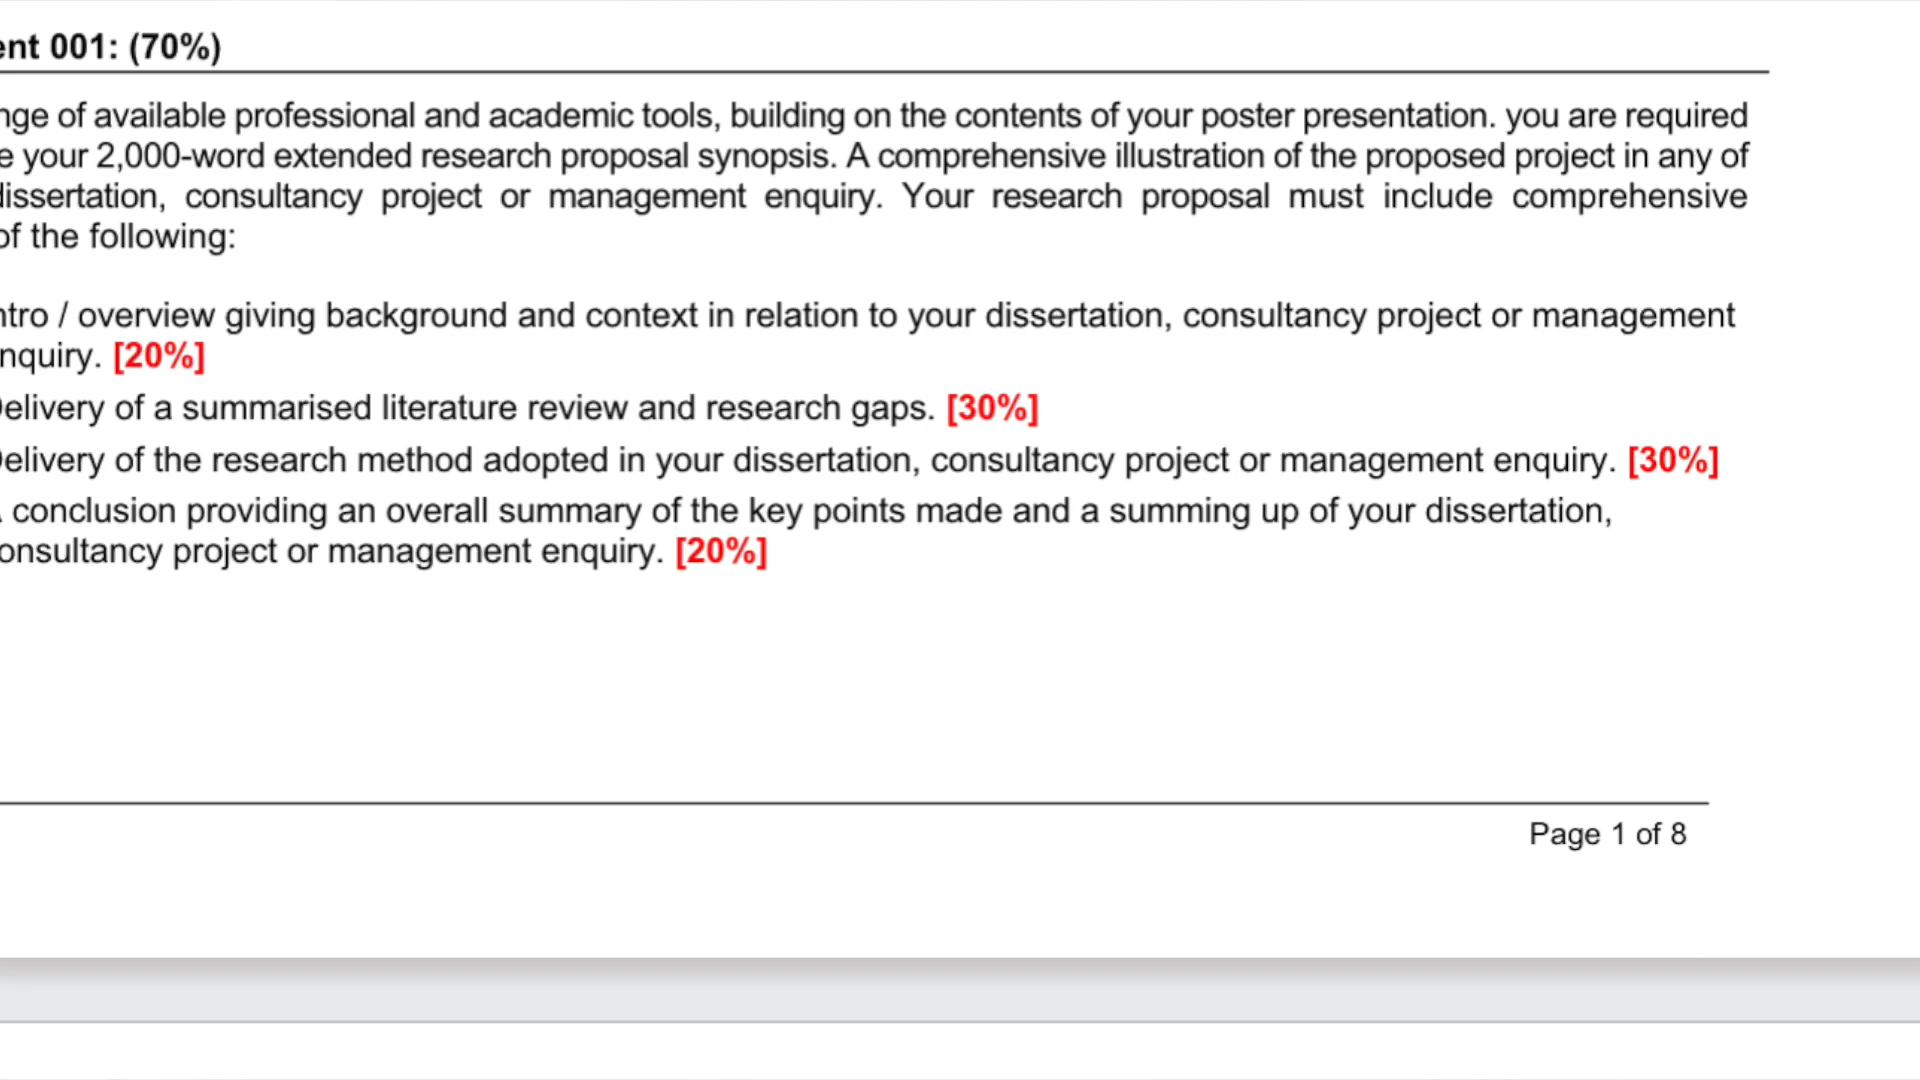 ent 001: (70%)
nge of available professional and academic tools, building on the contents of your poster presentation. you are required
e your 2,000-word extended research proposal synopsis. A comprehensive illustration of the proposed project in any of
dissertation, consultancy project or management enquiry. Your research proposal must include comprehensive
of the following:
ntro / overview giving background and context in relation to your dissertation, consultancy project or management
nquiry. [20%]
Delivery of a summarised literature review and research gaps. [30%]
Delivery of the research method adopted in your dissertation, consultancy project or management enquiry. [30%]
A conclusion providing an overall summary of the key points made and a summing up of your dissertation,
onsultancy project or management enquiry. [20%]
Page 1 of 8